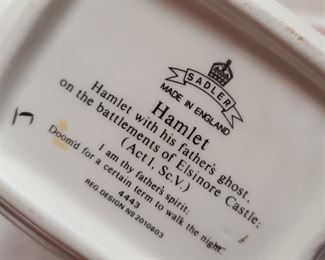 SADLER
MADE IN ENGLAND
Hamlet
Hamlet with his father's ghost.
on the battlements of Elsinore Castle:
(Act I, Sc.V.)
I am thy father's spirit;
Doom'd for a certain term to walk the night.
4443
REG DESIGN No 2010803